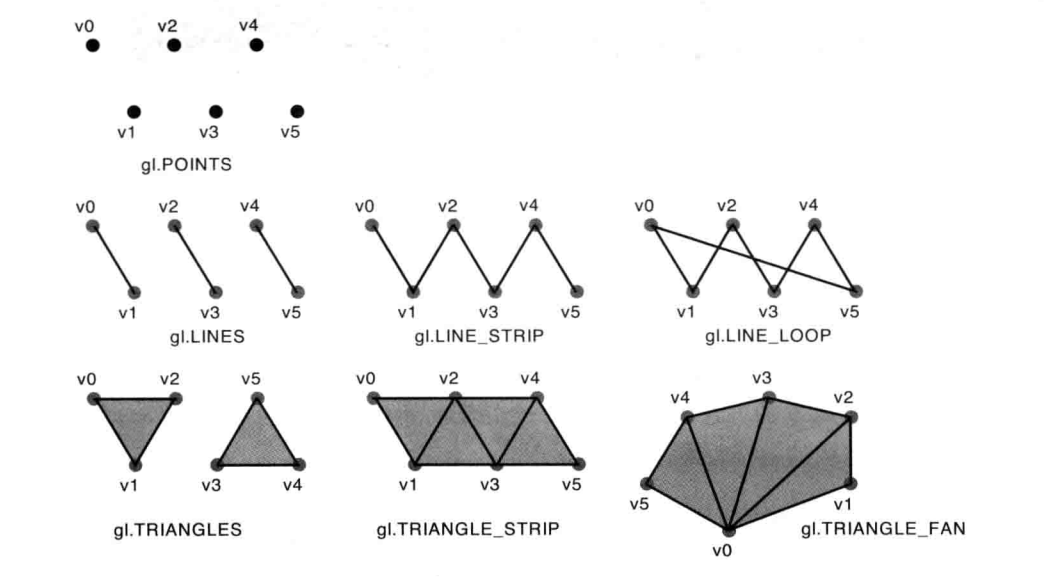 v0 v2 v4
v1 v3 v5
gl.POINTS
v0 v2 v4 v0 v2 v4 v0 v2 v4
v1 v3 v5 v1 v3 v5 v1 v3 v5
gl.LINES gl.LINE_STRIP gl.LINE_LOOP
v0 v2 v5 v0 v2 v4 v3
v4 v2
v1 v3 v4 v1 v3 v5 v5 v1
gl.TRIANGLES gl.TRIANGLE_STRIP gl.TRIANGLE_FAN
v0